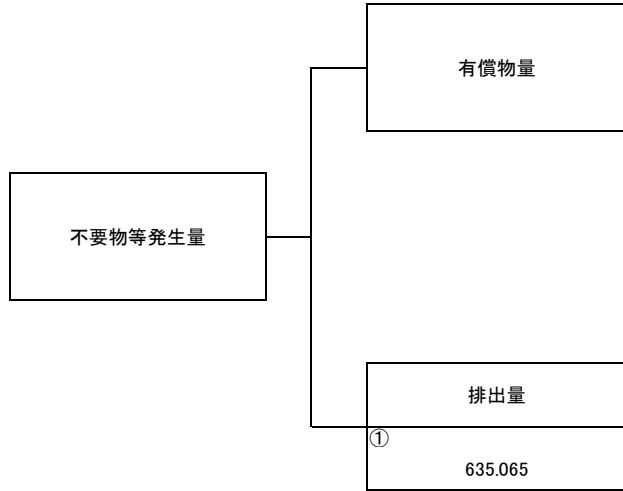 有償物量
不要物等発生量
排出量
①
635.065